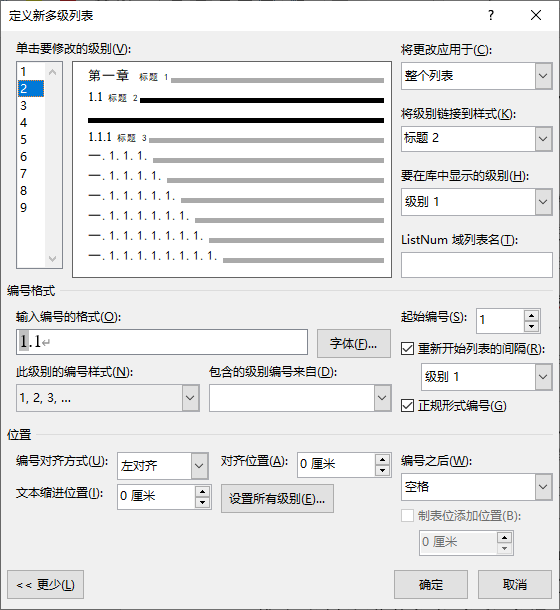 定义新多级列表
单击要修改的级别(V):
1
2
3
4
5
6
7
8
9
第一章 标题 1
1.1 标题 2
1.1.1 标题 3
一.1.1.1.
一.1.1.1.1.
一.1.1.1.1.1.
一.1.1.1.1.1.1.
一.1.1.1.1.1.1.1.
一.1.1.1.1.1.1.1.1.
将更改应用于(C):
整个列表
将级别链接到样式(K):
标题 2
要在库中显示的级别(H):
级别 1
ListNum 域列表名(T):
编号格式
输入编号的格式(O):
1.1↵
字体(F)...
起始编号(S): 1
重新开始列表的间隔(R):
级别 1
此级别的编号样式(N):
1, 2, 3, ...
包含的级别编号来自(D):
正规形式编号(G)
位置
编号对齐方式(U): 左对齐
对齐位置(A): 0 厘米
文本缩进位置(I): 0 厘米
设置所有级别(E)...
编号之后(W):
空格
制表位添加位置(B):
0 厘米
<< 更少(L)
确定
取消